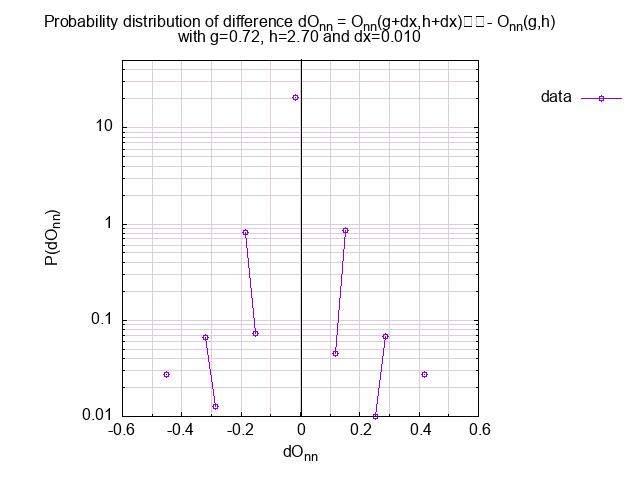 Probability distribution of difference dOnn = Onn(g+dx,h+dx)□□- Onn(g,h)
with g=0.72, h=2.70 and dx=0.010
data
10
1
0.1
0.01
P(dOnn)
-0.6 -0.4 -0.2 0 0.2 0.4 0.6
dOnn